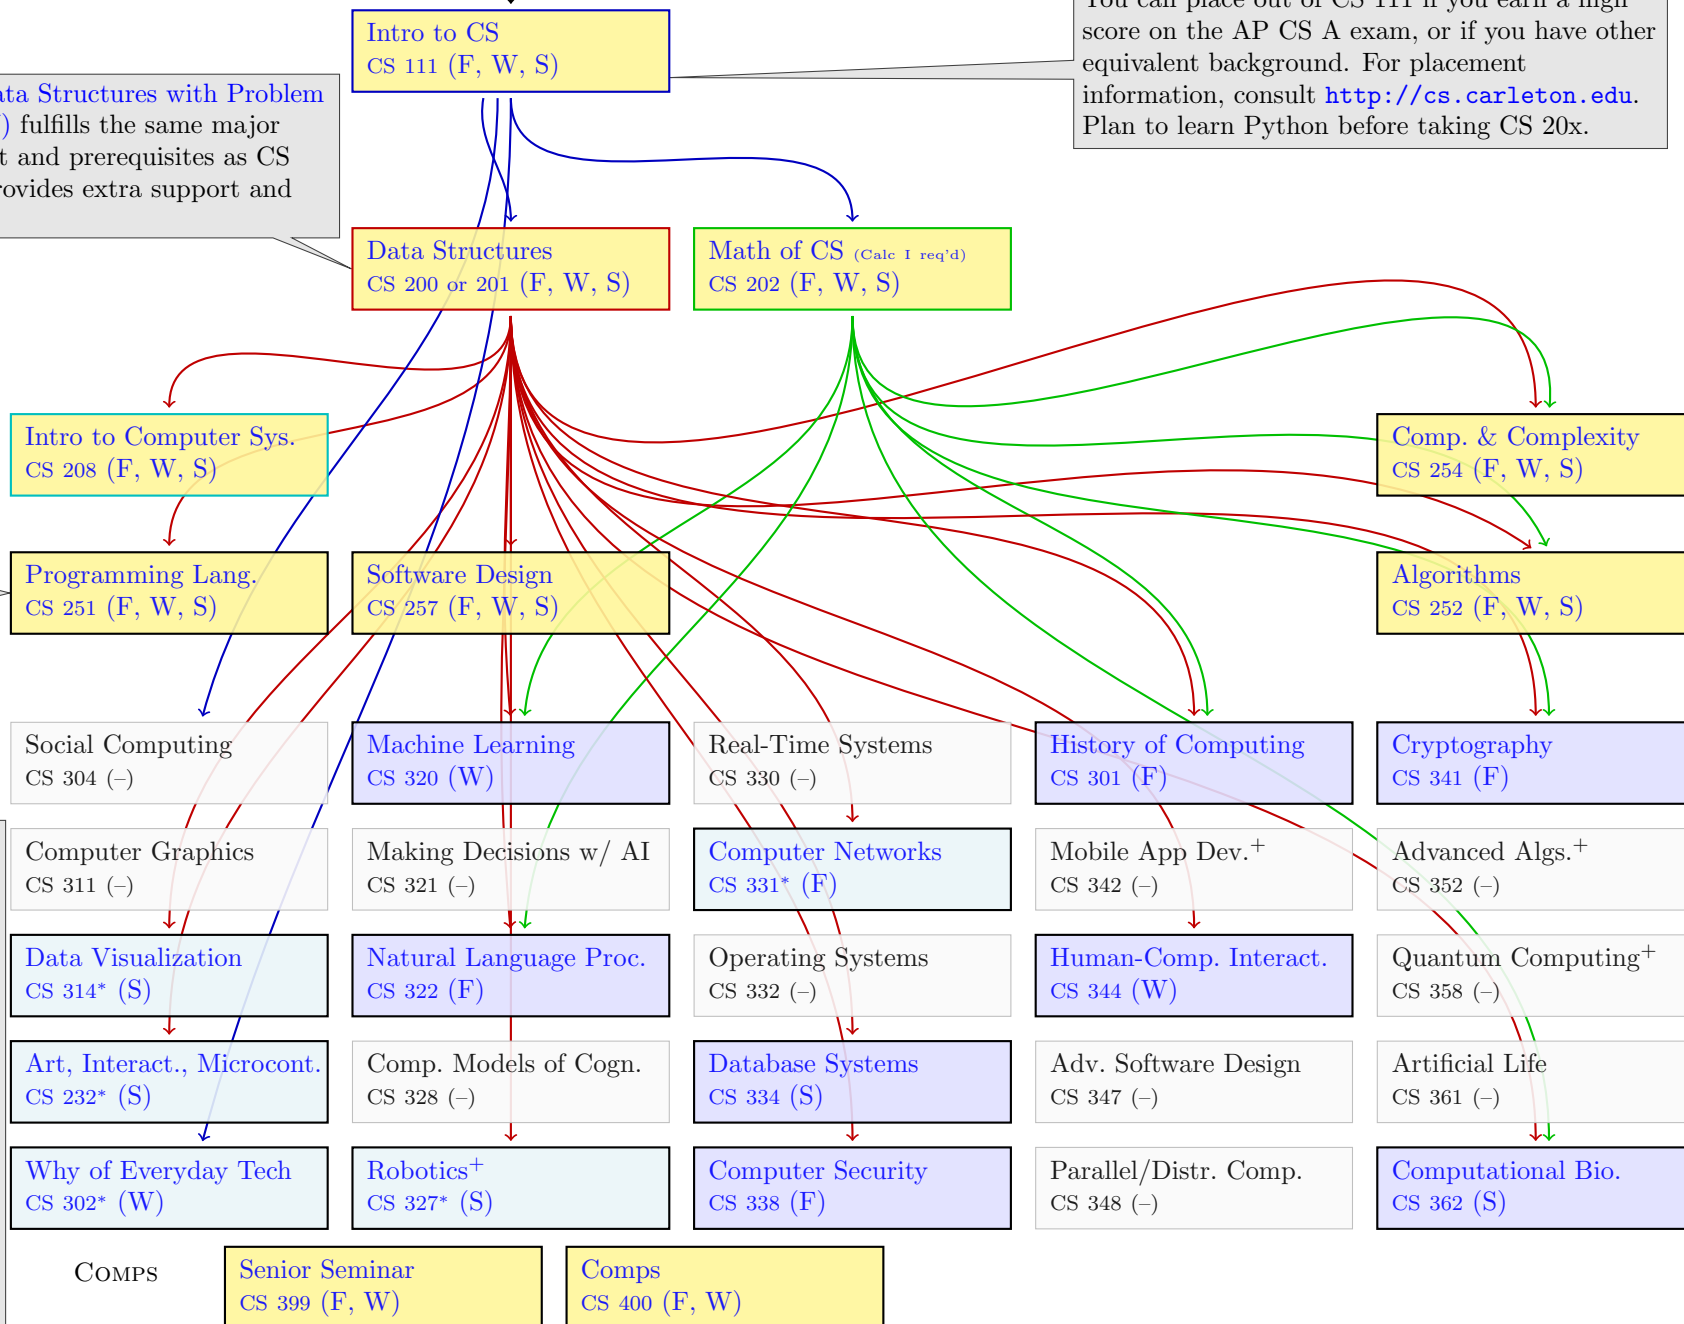 Intro to CS
CS 111 (F, W, S)
You can place out of CS 111 if you earn a high
score on the AP CS A exam, or if you have other
equivalent background. For placement
information, consult http://cs.carleton.edu.
Plan to learn Python before taking CS 20x.
Structures with Problem
fulfills the same major
and prerequisites as CS
extra support and
Data Structures
CS 200 or 201 (F, W, S)
Math of CS (Calc I req'd)
CS 202 (F, W, S)
Intro to Computer Sys.
CS 208 (F, W, S)
Comp. & Complexity
CS 254 (F, W, S)
Programming Lang.
CS 251 (F, W, S)
Software Design
CS 257 (F, W, S)
Algorithms
CS 252 (F, W, S)
Social Computing
CS 304 (–)
Machine Learning
CS 320 (W)
Real-Time Systems
CS 330 (–)
History of Computing
CS 301 (F)
Cryptography
CS 341 (F)
Computer Graphics
CS 311 (–)
Making Decisions w/ AI
CS 321 (–)
Computer Networks
CS 331* (F)
Mobile App Dev.+
CS 342 (–)
Advanced Algs.+
CS 352 (–)
Data Visualization
CS 314* (S)
Natural Language Proc.
CS 322 (F)
Operating Systems
CS 332 (–)
Human-Comp. Interact.
CS 344 (W)
Quantum Computing+
CS 358 (–)
Art, Interact., Microcont.
CS 232* (S)
Comp. Models of Cogn.
CS 328 (–)
Database Systems
CS 334 (S)
Adv. Software Design
CS 347 (–)
Artificial Life
CS 361 (–)
Why of Everyday Tech
CS 302* (W)
Robotics+
CS 327* (S)
Computer Security
CS 338 (F)
Parallel/Distr. Comp.
CS 348 (–)
Computational Bio.
CS 362 (S)
Comps
Senior Seminar
CS 399 (F, W)
Comps
CS 400 (F, W)